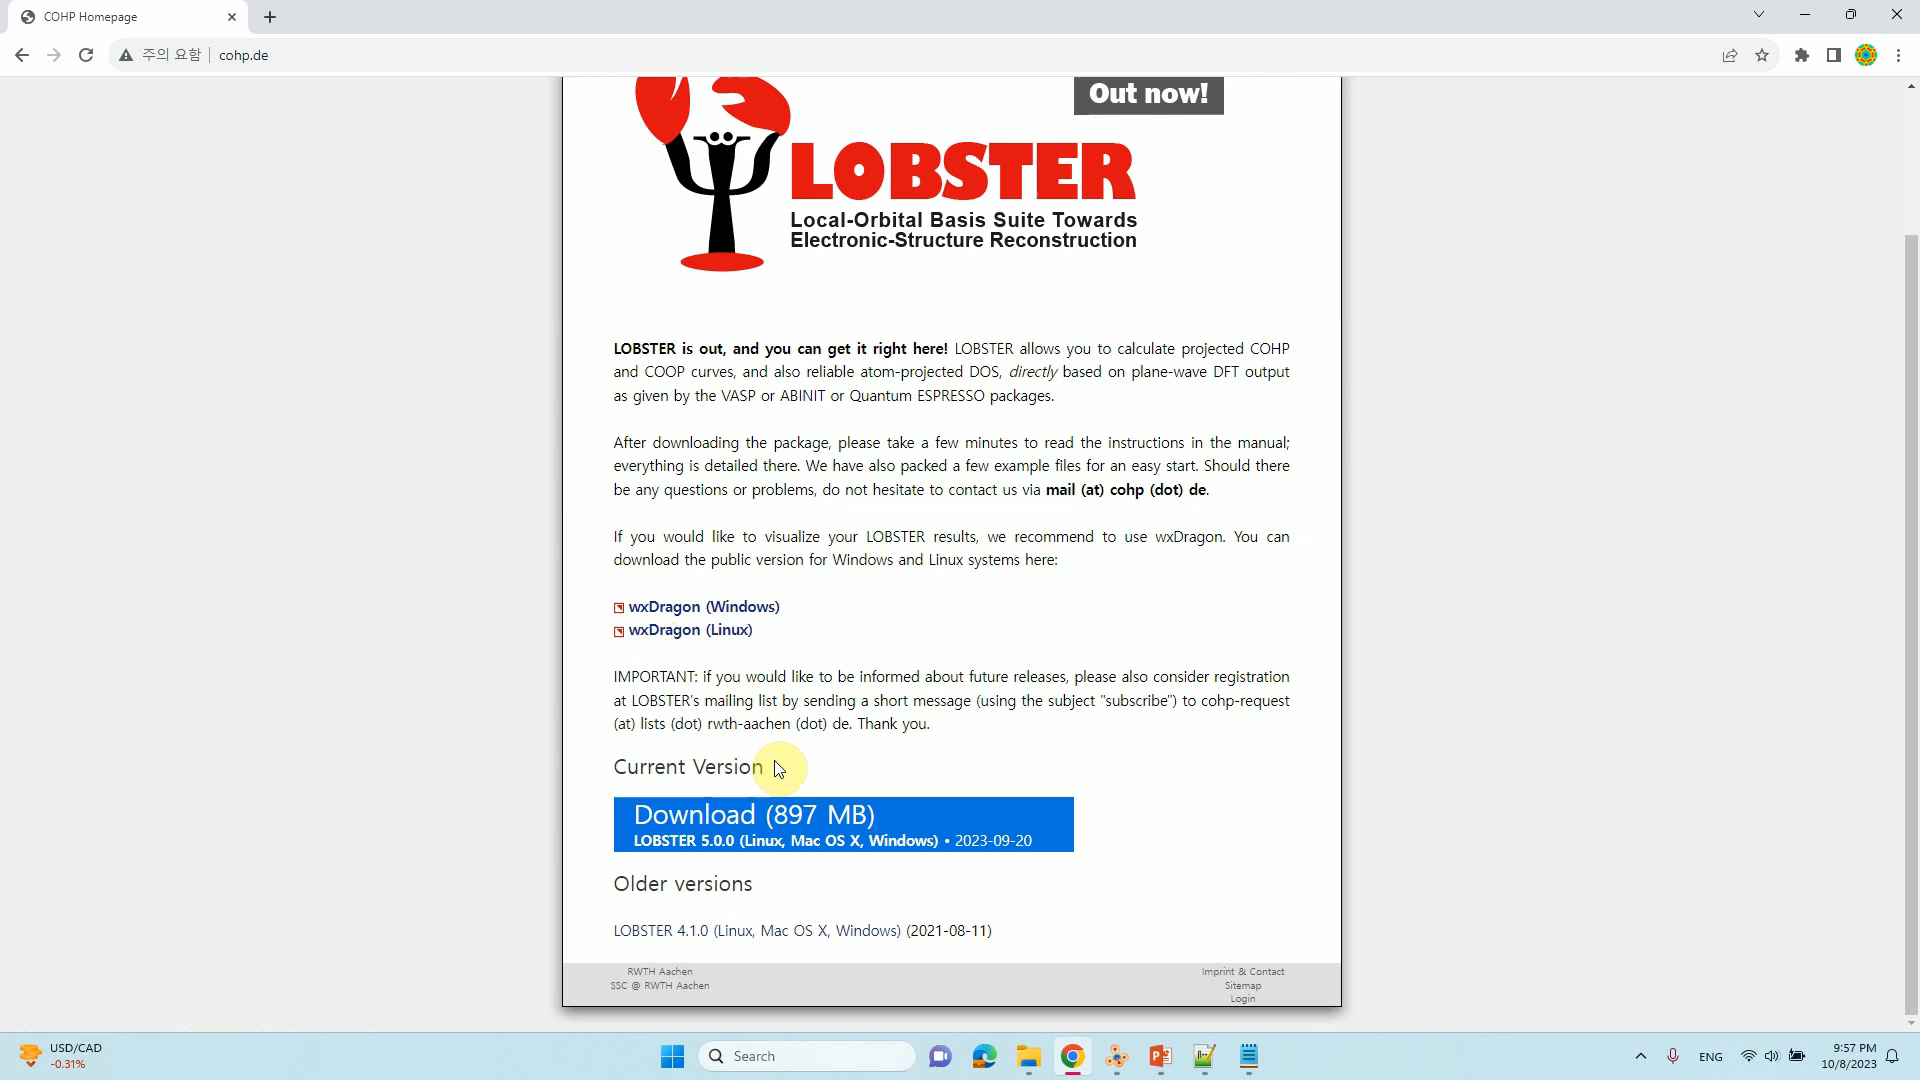 COHP Homepage
주의 요함
cohp.de
Out now!
LOBSTER
Local-Orbital Basis Suite Towards
Electronic-Structure Reconstruction
LOBSTER is out, and you can get it right here! LOBSTER allows you to calculate projected COHP
and COOP curves, and also reliable atom-projected DOS, directly based on plane-wave DFT output
as given by the VASP or ABINIT or Quantum ESPRESSO packages.
After downloading the package, please take a few minutes to read the instructions in the manual;
everything is detailed there. We have also packed a few example files for an easy start. Should there
be any questions or problems, do not hesitate to contact us via mail (at) cohp (dot) de.
If you would like to visualize your LOBSTER results, we recommend to use wxDragon. You can
download the public version for Windows and Linux systems here:
wxDragon (Windows)
wxDragon (Linux)
IMPORTANT: if you would like to be informed about future releases, please also consider registration
at LOBSTER's mailing list by sending a short message (using the subject "subscribe") to cohp-request
(at) lists (dot) rwth-aachen (dot) de. Thank you.
Current Version
Download (897 MB)
LOBSTER 5.0.0 (Linux, Mac OS X, Windows) • 2023-09-20
Older versions
LOBSTER 4.1.0 (Linux, Mac OS X, Windows) (2021-08-11)
RWTH Aachen
SSC @ RWTH Aachen
Imprint & Contact
Sitemap
Login
USD/CAD
-0.31%
Search
ENG
9:57 PM
10/8/2023